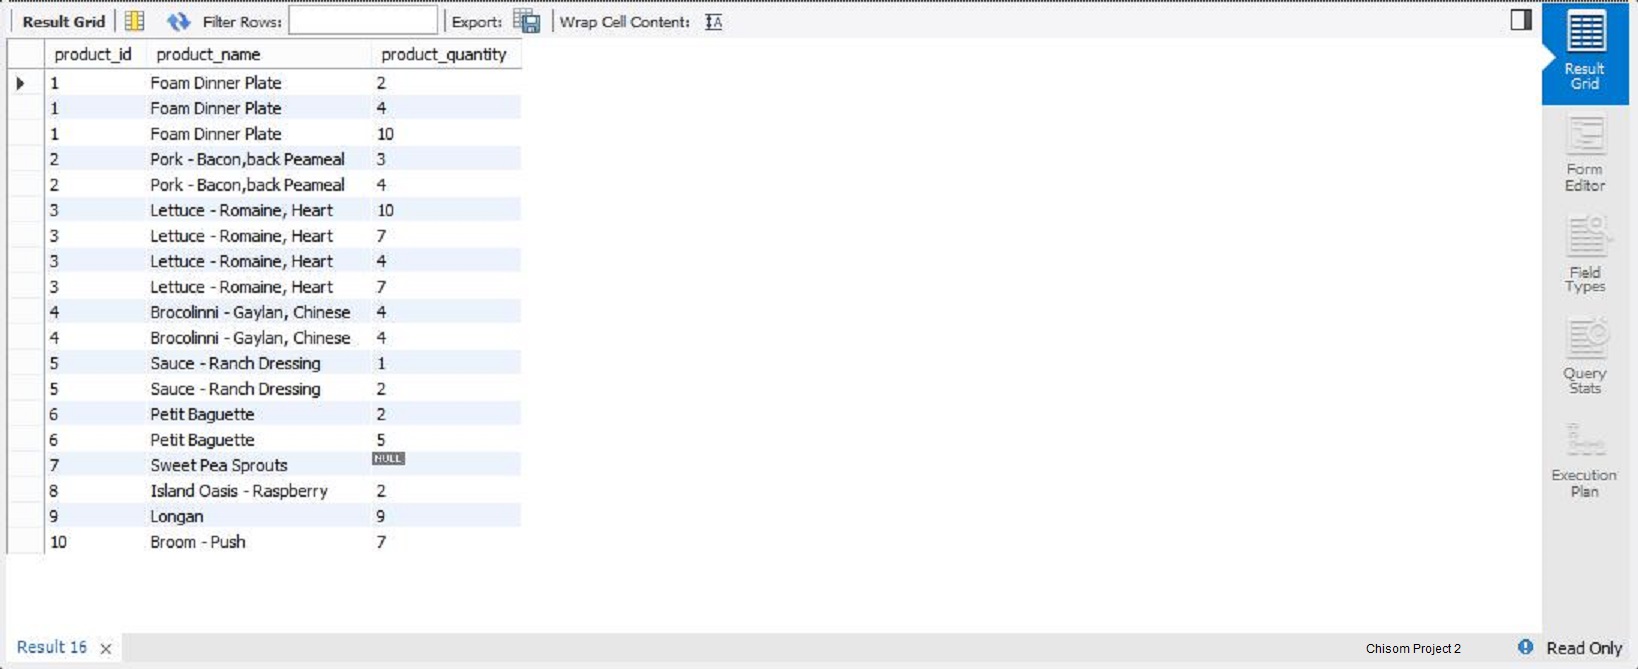 Result Grid Filter Rows: Export: Wrap Cell Content: IA
product_id product_name product_quantity
1 Foam Dinner Plate 2
1 Foam Dinner Plate 4
1 Foam Dinner Plate 10
2 Pork - Bacon,back Peameal 3
2 Pork - Bacon,back Peameal 4
3 Lettuce - Romaine, Heart 10
3 Lettuce - Romaine, Heart 7
3 Lettuce - Romaine, Heart 4
3 Lettuce - Romaine, Heart 7
4 Brocolinni - Gaylan, Chinese 4
4 Brocolinni - Gaylan, Chinese 4
5 Sauce - Ranch Dressing 1
5 Sauce - Ranch Dressing 2
6 Petit Baguette 2
6 Petit Baguette 5
7 Sweet Pea Sprouts NULL
8 Island Oasis - Raspberry 2
9 Longan 9
10 Broom - Push 7
Result
Grid
Form
Editor
Field
Types
Query
Stats
Execution
Plan
Result 16 x Chisom Project 2 Read Only